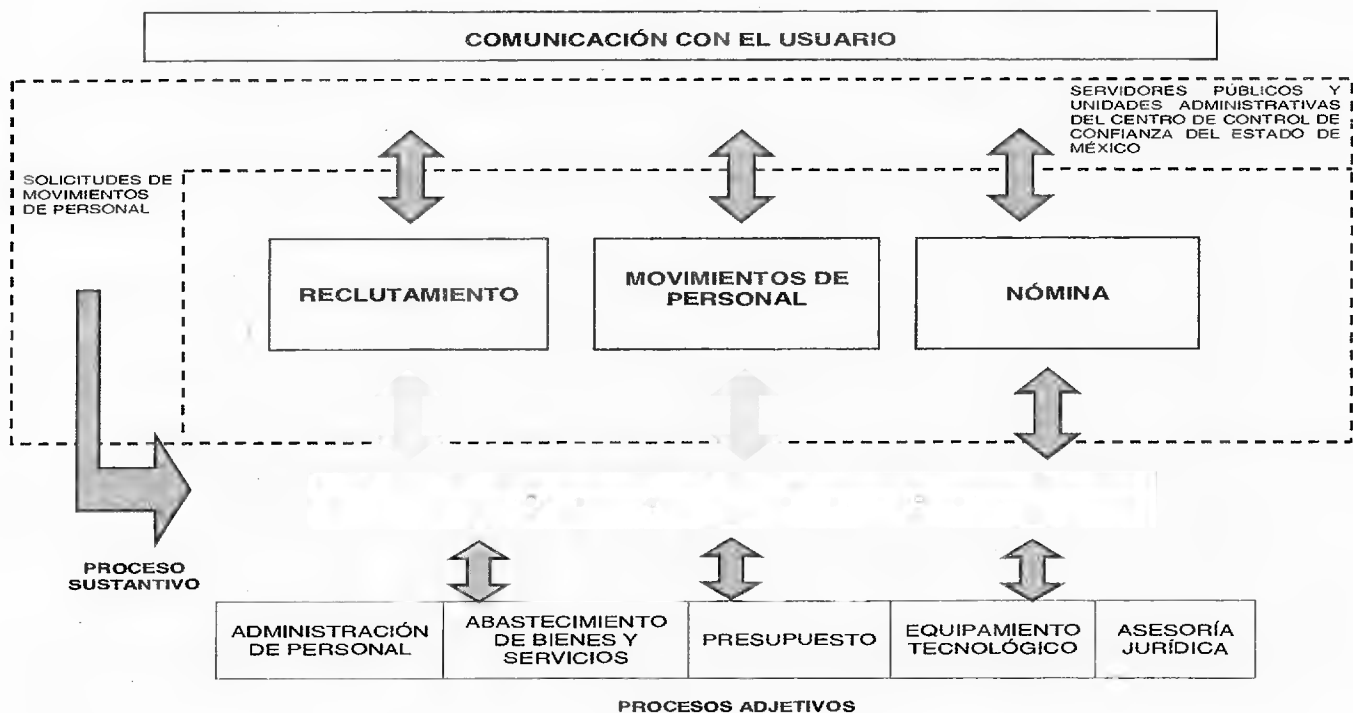 COMUNICACIÓN CON EL USUARIO
SERVIDORES PÚBLICOS Y
UNIDADES ADMINISTRATIVAS
DEL CENTRO DE CONTROL DE
CONFIANZA DEL ESTADO DE
MÉXICO
SOLICITUDES DE
MOVIMIENTOS
DE PERSONAL
RECLUTAMIENTO
MOVIMIENTOS DE
PERSONAL
NÓMINA
PROCESO
SUSTANTIVO
ADMINISTRACIÓN
DE PERSONAL
ABASTECIMIENTO
DE BIENES Y
SERVICIOS
PRESUPUESTO
EQUIPAMIENTO
TECNOLÓGICO
ASESORÍA
JURÍDICA
PROCESOS ADJETIVOS